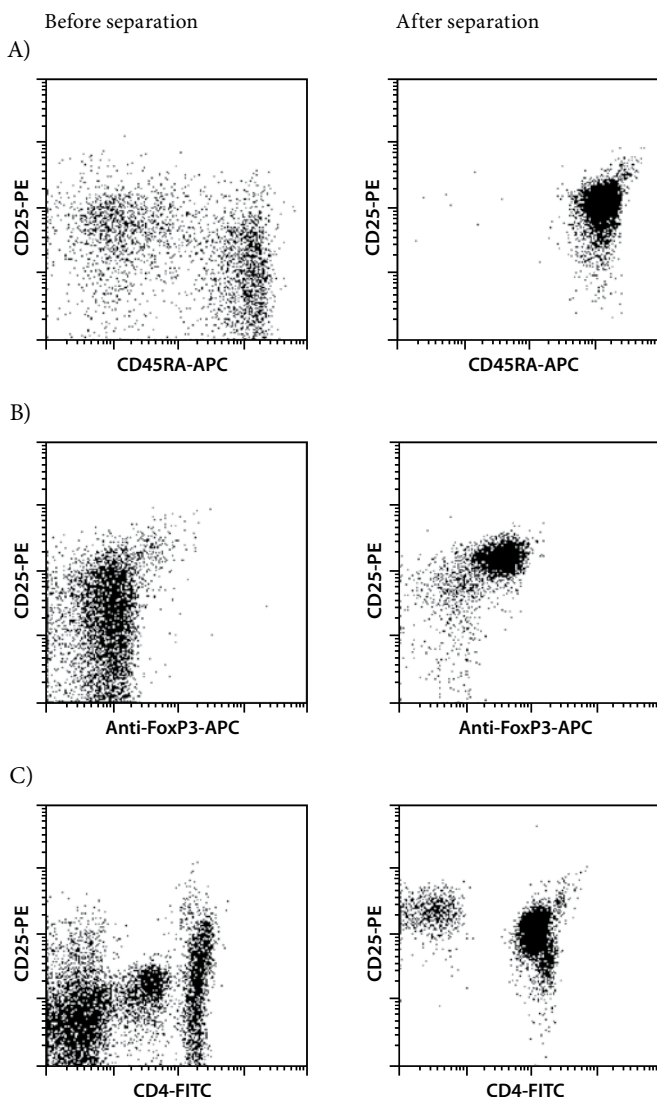 Before separation
After separation
A)
CD25-PE
CD45RA-APC
CD25-PE
CD45RA-APC
B)
CD25-PE
Anti-FoxP3-APC
CD25-PE
Anti-FoxP3-APC
C)
CD25-PE
CD4-FITC
CD25-PE
CD4-FITC